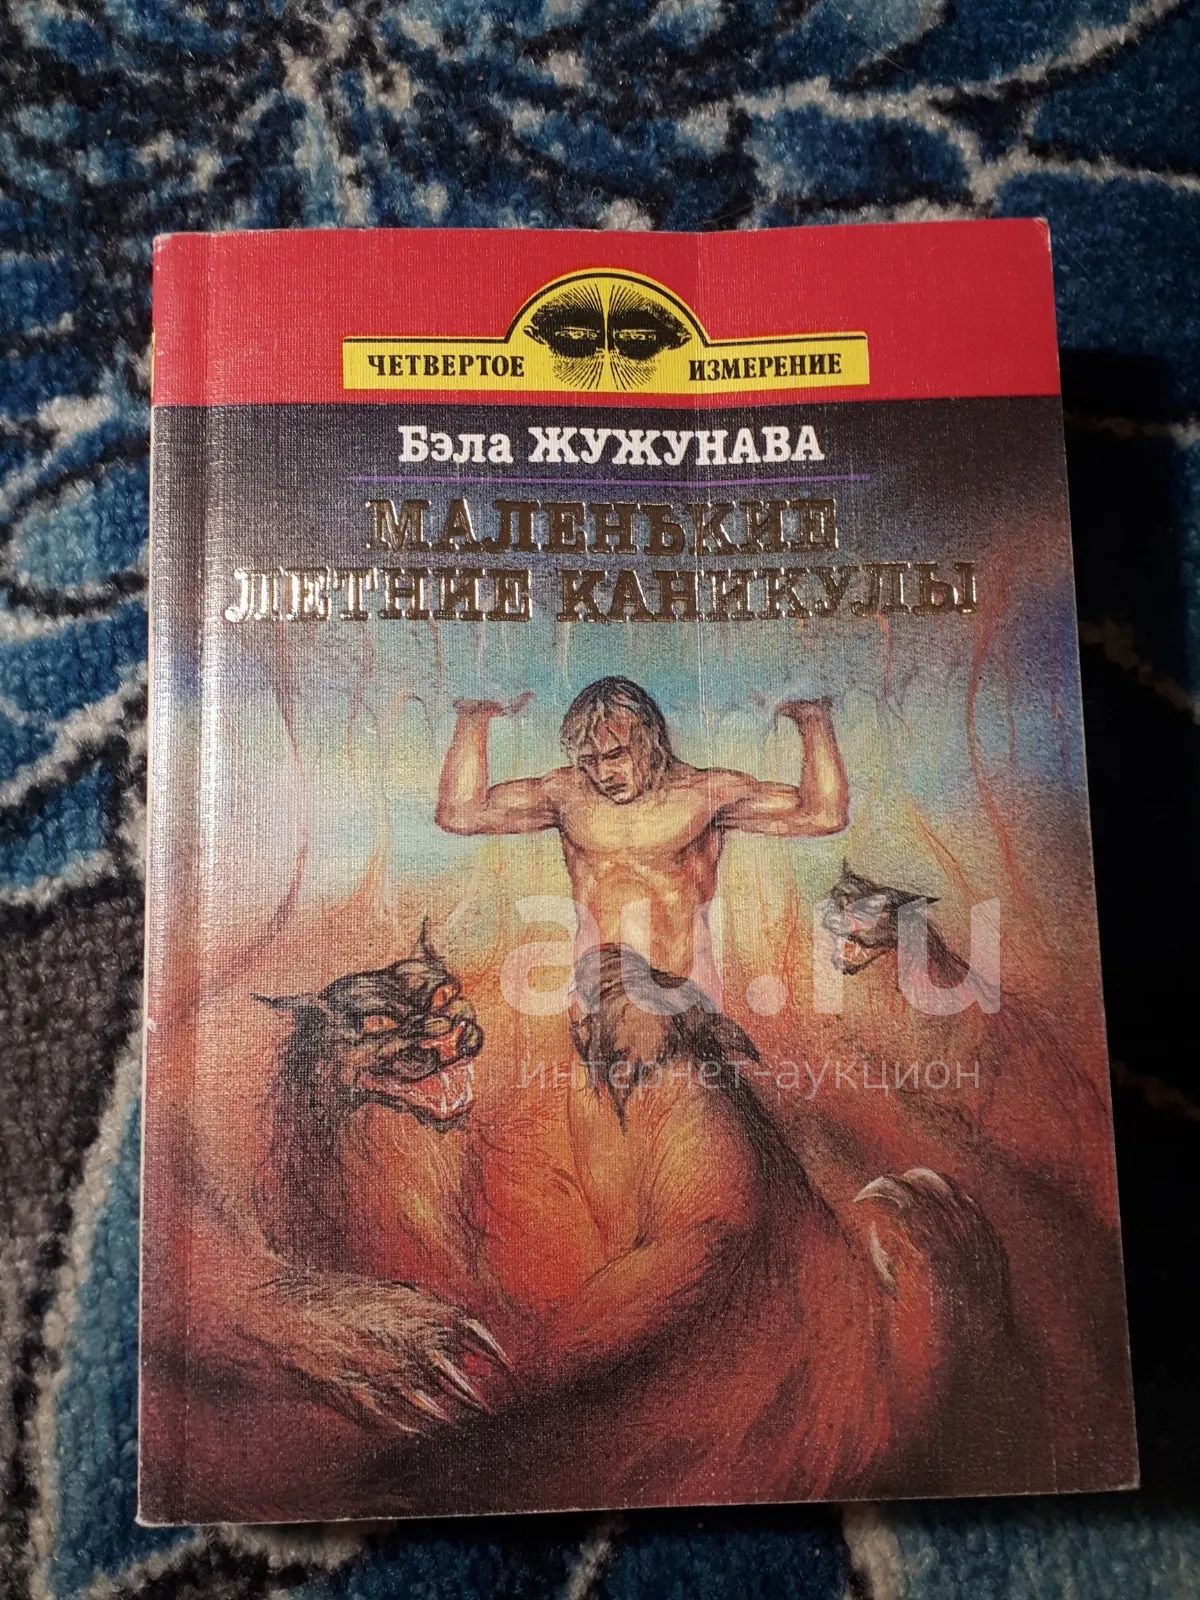 ЧЕТВЕРТОЕ ИЗМЕРЕНИЕ
Бэла ЖУЖУНАВА
МАЛЕНЬКИЕ
ЛЕТНИЕ КАНИКУЛЫ
au.ru
интернет-аукцион